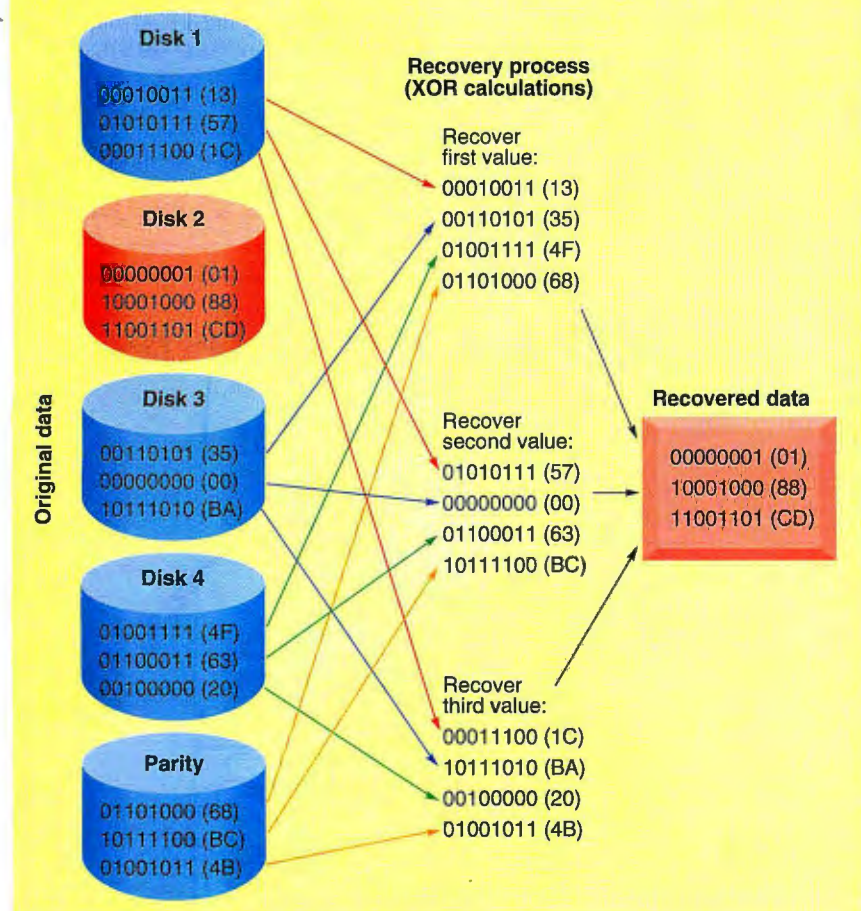 Disk 1
00010011 (13)
01010111 (57)
00011100 (1C)
Disk 2
00000001 (01)
10001000 (88)
11001101 (CD)
Disk 3
00110101 (35)
00000000 (00)
10111010 (BA)
Disk 4
01001111 (4F)
01100011 (63)
00100000 (20)
Parity
01101000 (68)
10111100 (BC)
01001011 (4B)
Original data
Recovery process
(XOR calculations)
Recover
first value:
00010011 (13)
00110101 (35)
01001111 (4F)
01101000 (68)
Recover
second value:
01010111 (57)
00000000 (00)
01100011 (63)
10111100 (BC)
Recover
third value:
00011100 (1C)
10111010 (BA)
00100000 (20)
01001011 (4B)
Recovered data
00000001 (01)
10001000 (88)
11001101 (CD)